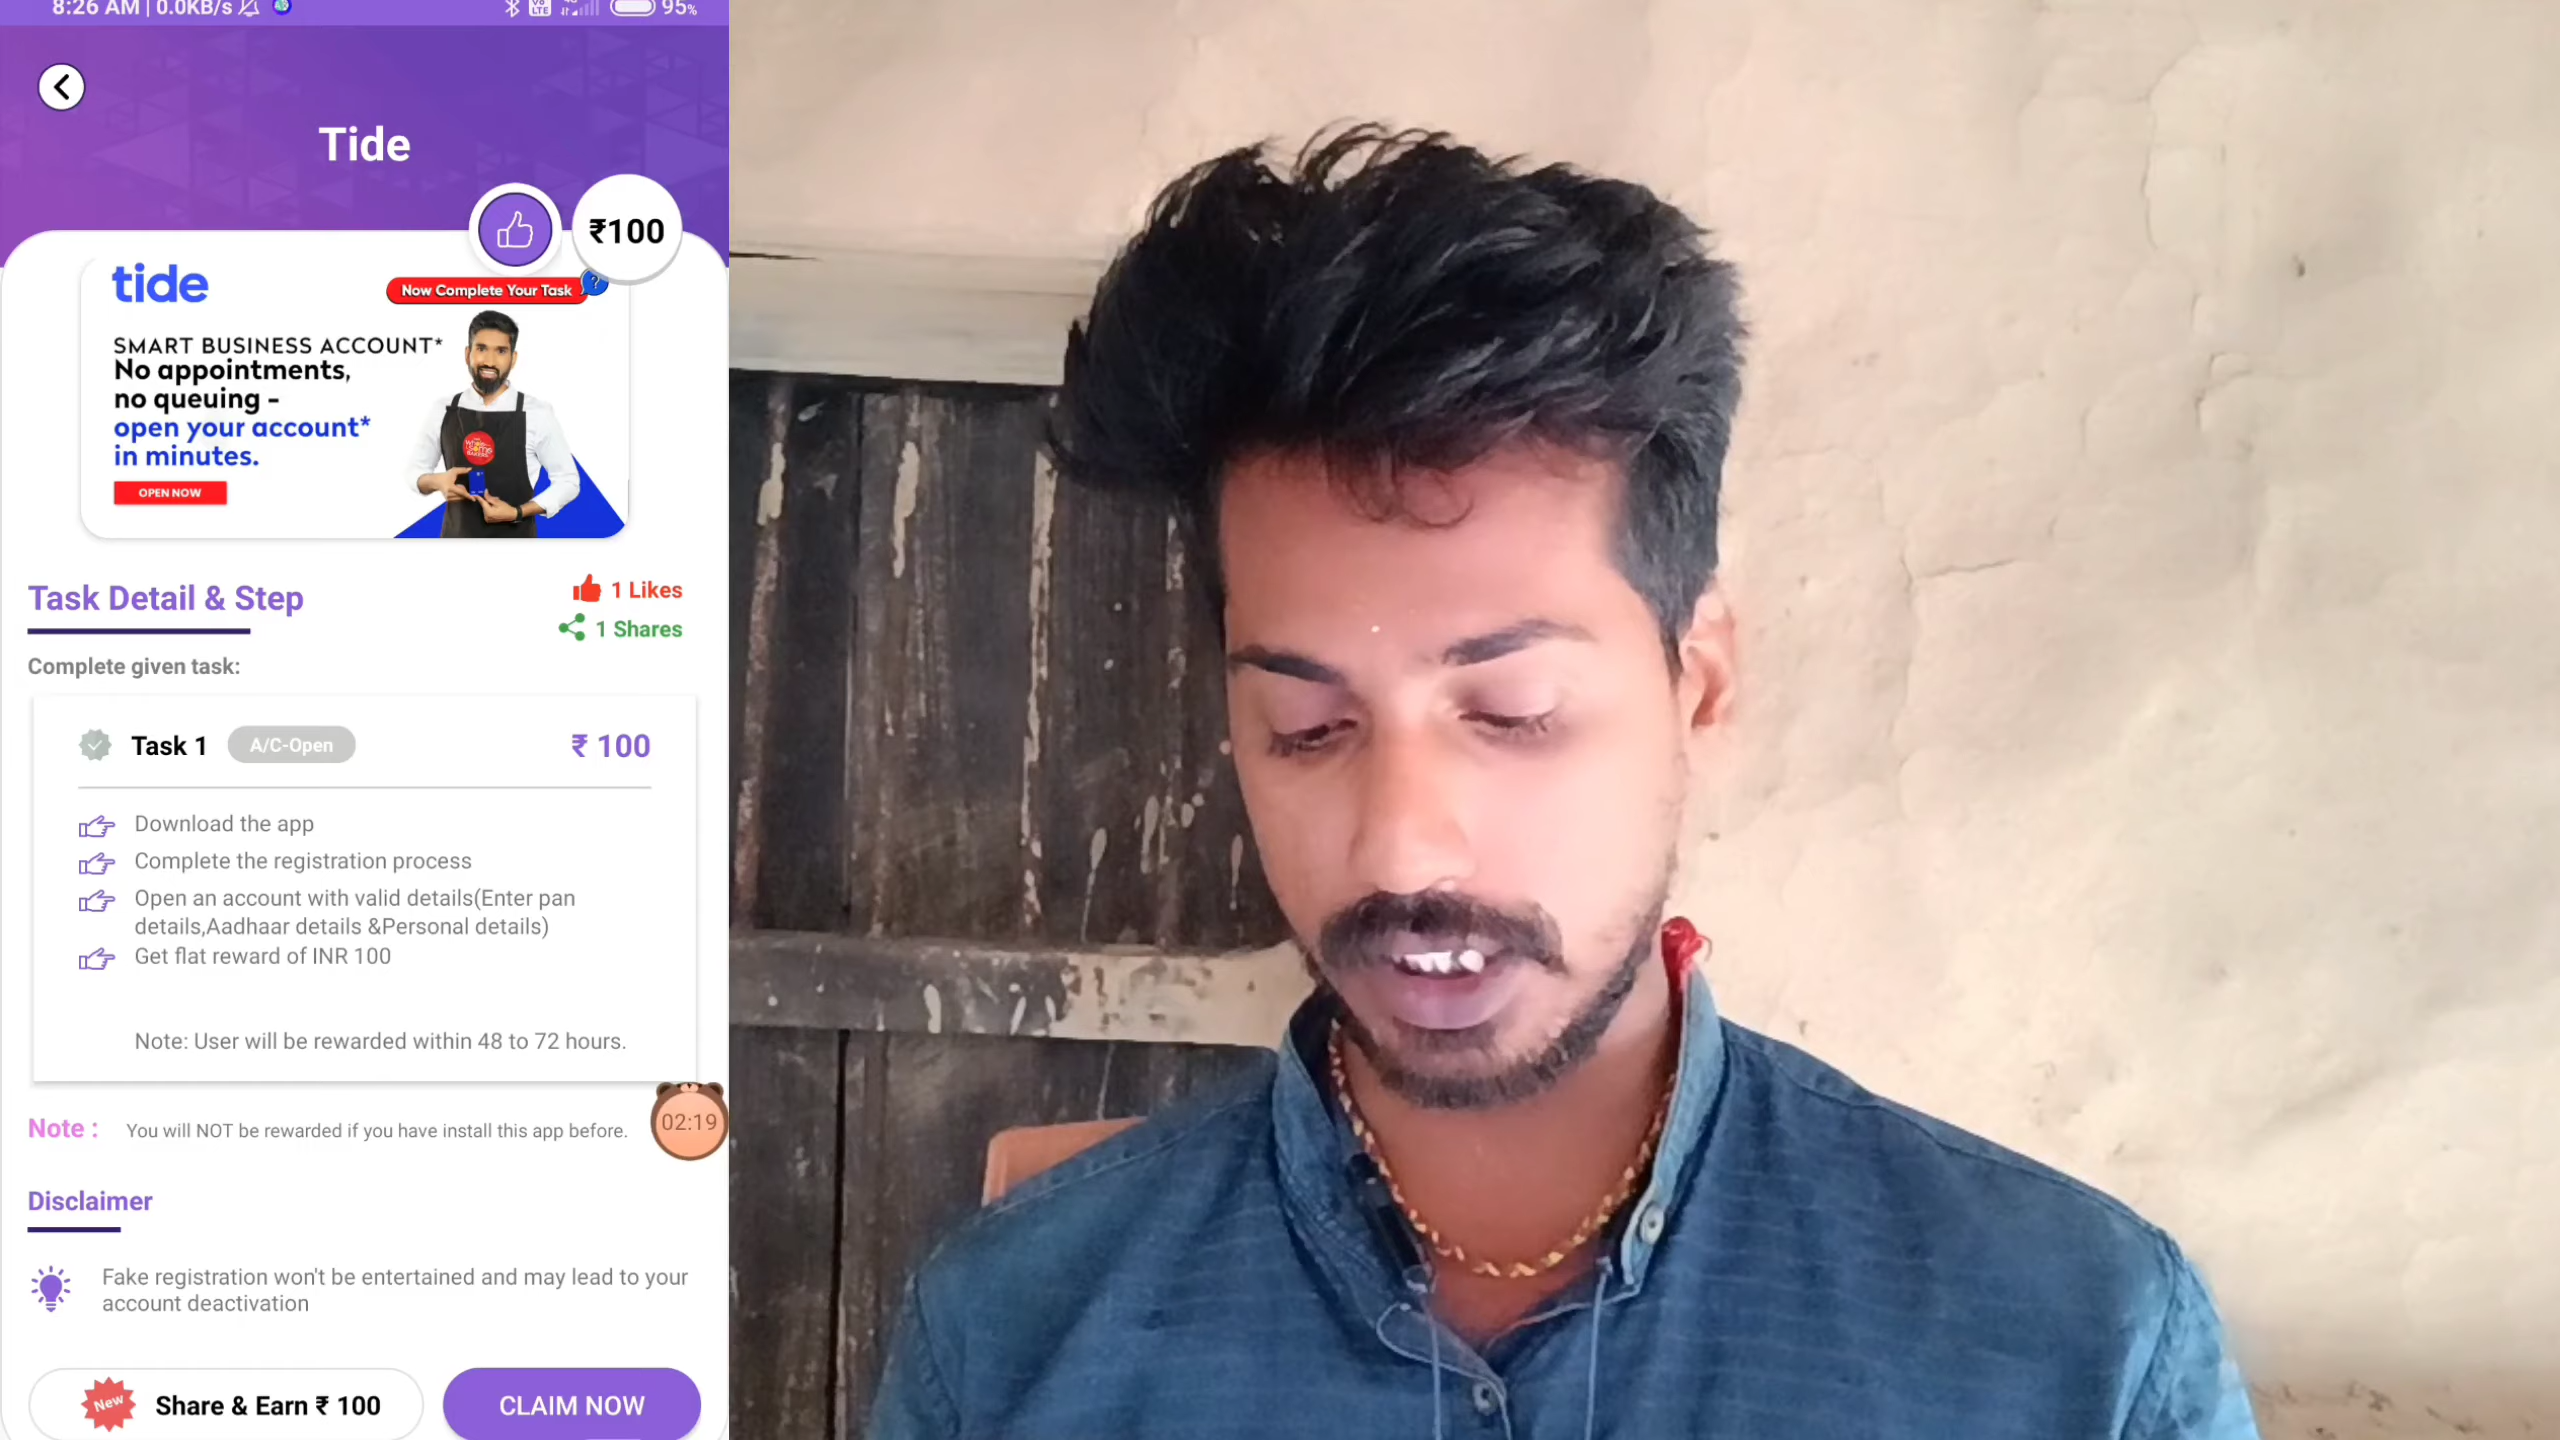 8:26 AM | 0.0KB/s
95%
Tide
₹100
tide
Now Complete Your Task
?
SMART BUSINESS ACCOUNT*
No appointments,
no queuing -
open your account*
in minutes.
OPEN NOW
Task Detail & Step
1 Likes
1 Shares
Complete given task:
Task 1
A/C-Open
₹ 100
Download the app
Complete the registration process
Open an account with valid details(Enter pan
details,Aadhaar details &Personal details)
Get flat reward of INR 100
Note: User will be rewarded within 48 to 72 hours.
Note :
You will NOT be rewarded if you have install this app before.
02:19
Disclaimer
Fake registration won't be entertained and may lead to your
account deactivation
New
Share & Earn ₹ 100
CLAIM NOW